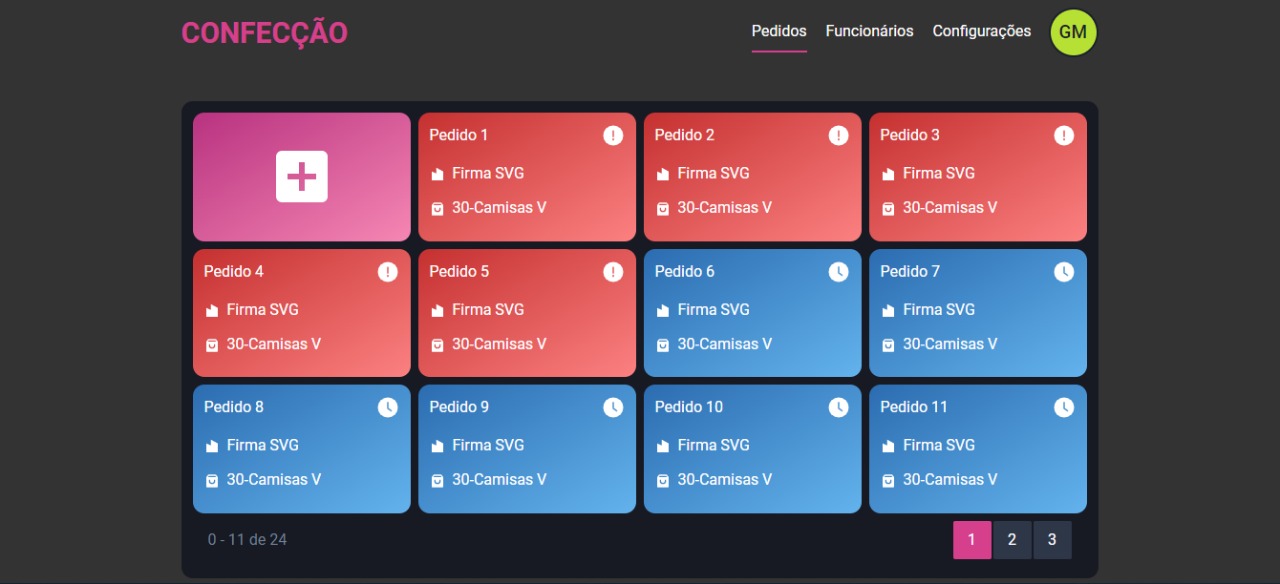 CONFECÇÃO
Pedidos Funcionários Configurações GM
Pedido 1
Firma SVG
30-Camisas V
Pedido 2
Firma SVG
30-Camisas V
Pedido 3
Firma SVG
30-Camisas V
Pedido 4
Firma SVG
30-Camisas V
Pedido 5
Firma SVG
30-Camisas V
Pedido 6
Firma SVG
30-Camisas V
Pedido 7
Firma SVG
30-Camisas V
Pedido 8
Firma SVG
30-Camisas V
Pedido 9
Firma SVG
30-Camisas V
Pedido 10
Firma SVG
30-Camisas V
Pedido 11
Firma SVG
30-Camisas V
0 - 11 de 24
1 2 3